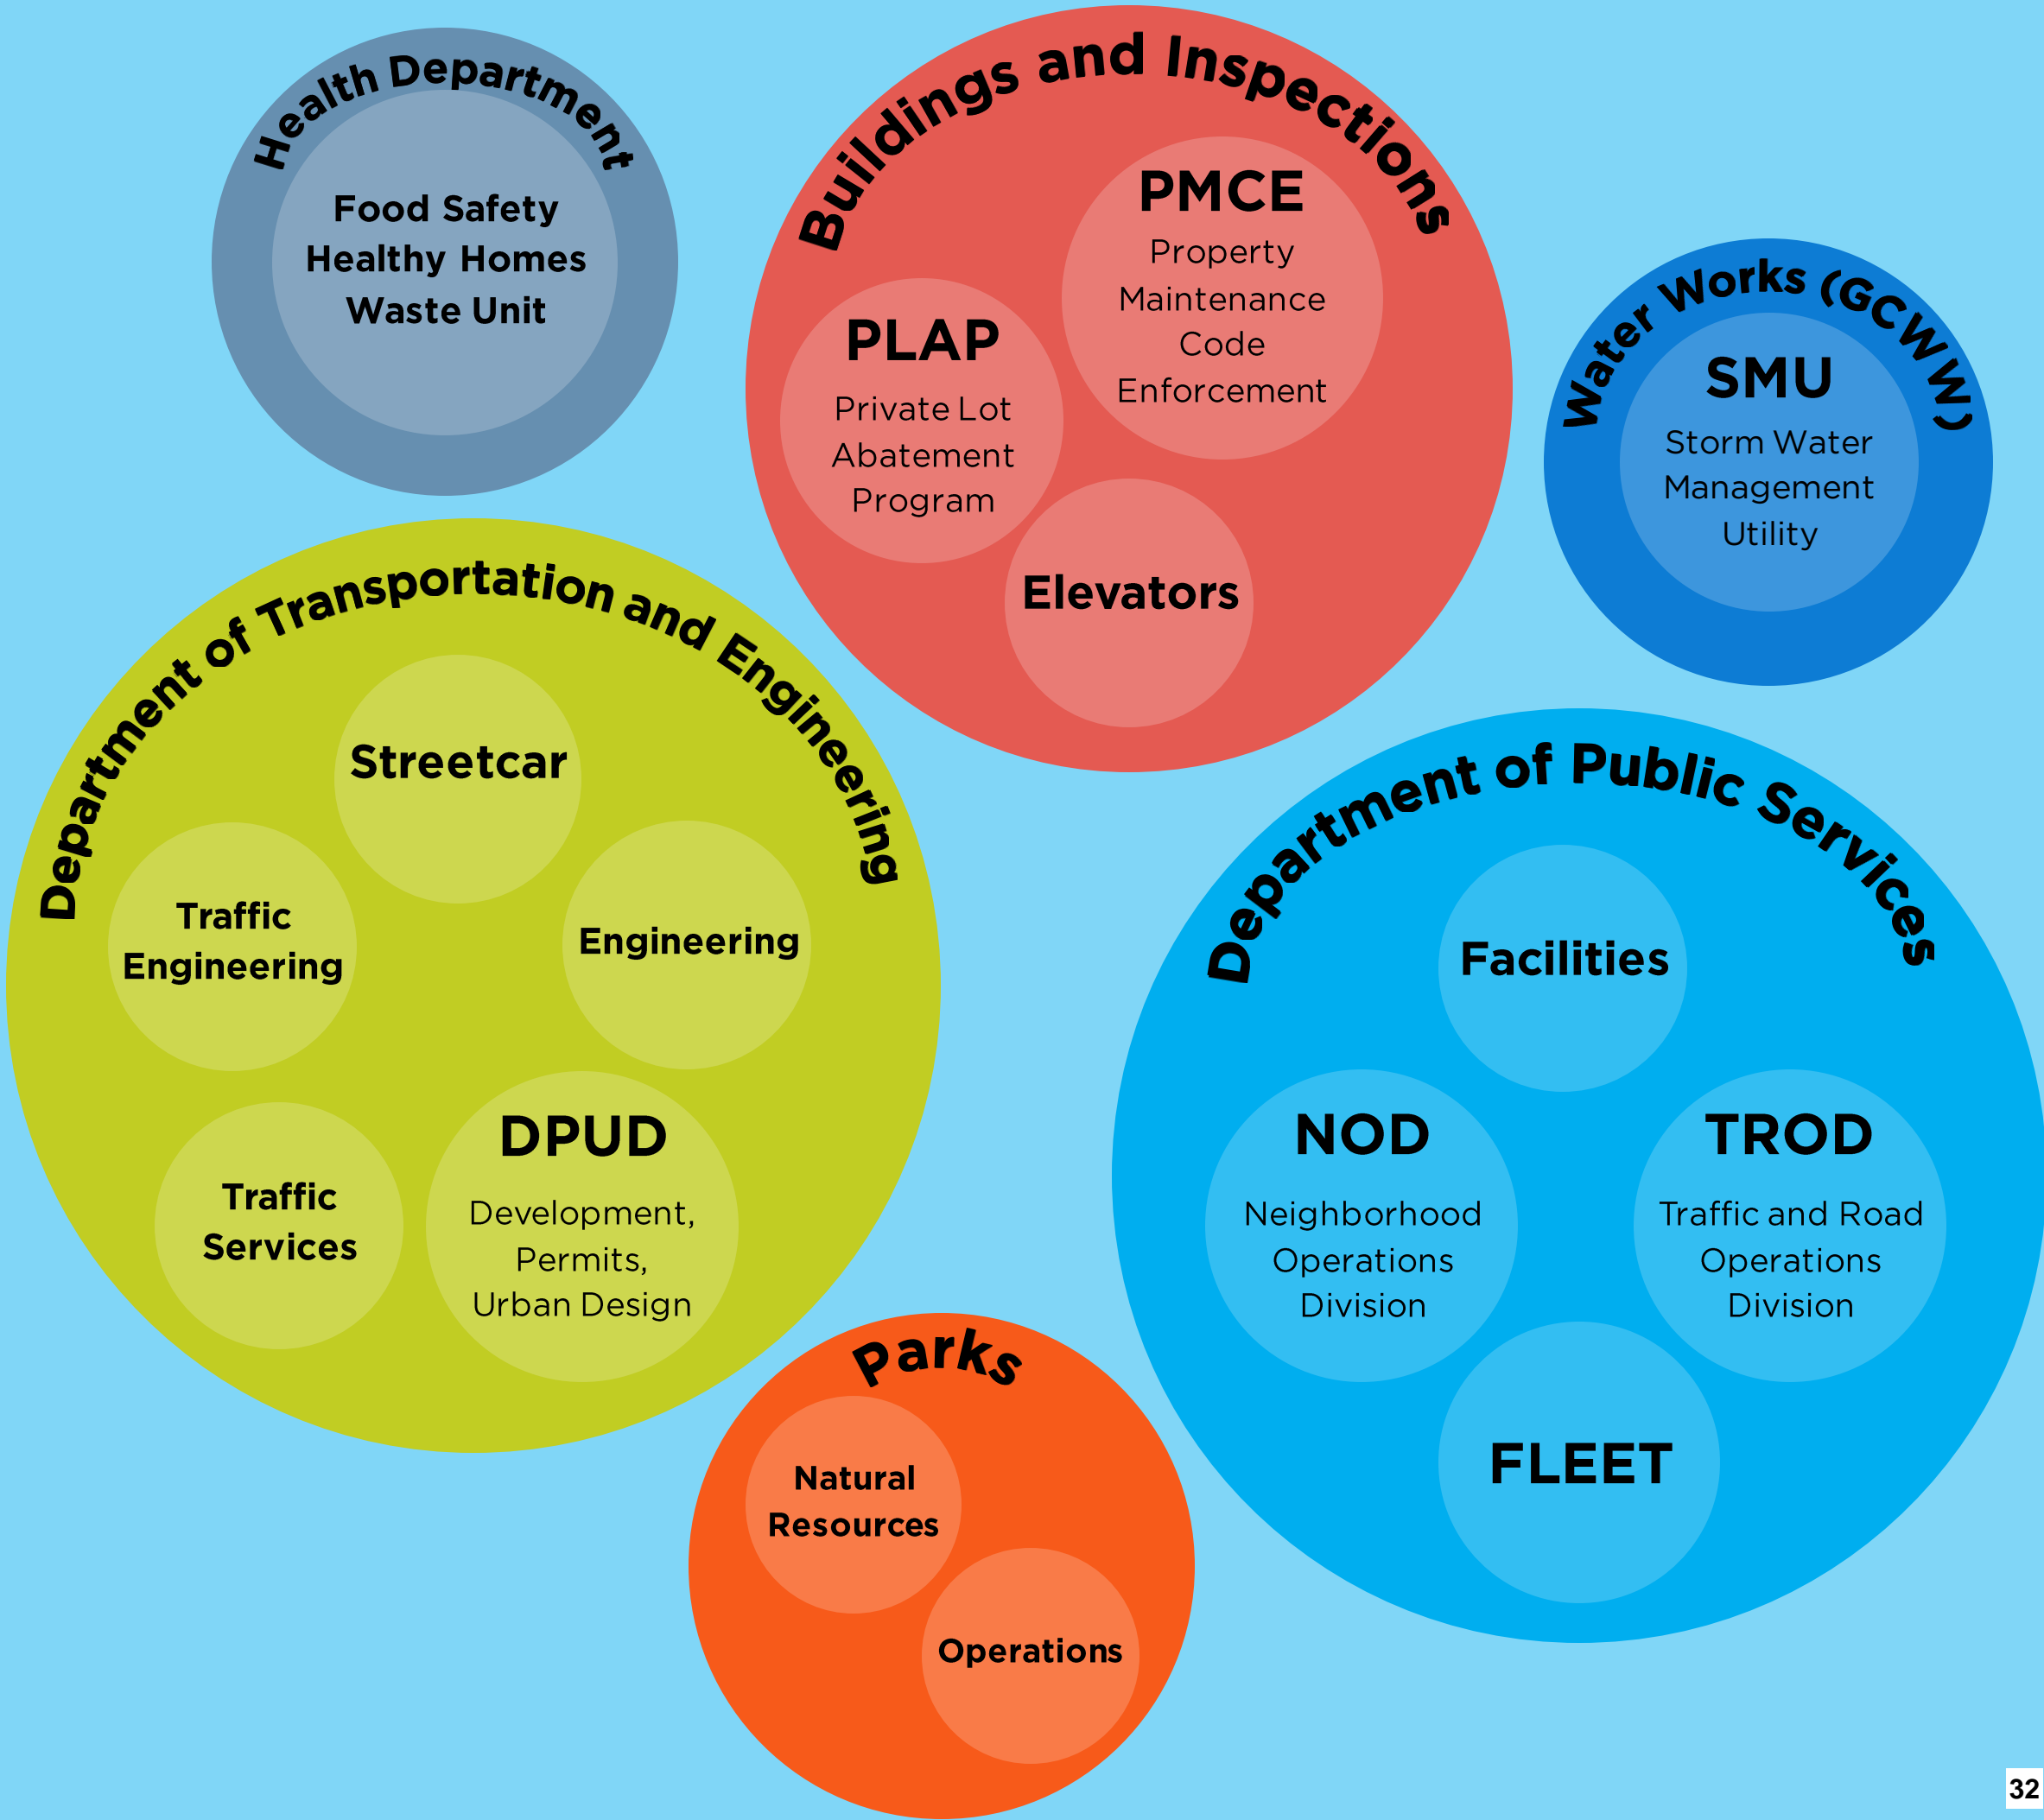 Health Department
Food Safety
Healthy Homes
Waste Unit
Buildings and Inspections
PMCE
Property
Maintenance
Code
Enforcement
PLAP
Private Lot
Abatement
Program
Elevators
Water Works (GCWW)
SMU
Storm Water
Management
Utility
Department of Transportation and Engineering
Streetcar
Traffic
Engineering
Engineering
Traffic
Services
DPUD
Development,
Permits,
Urban Design
Department of Public Services
Facilities
NOD
Neighborhood
Operations
Division
TROD
Traffic and Road
Operations
Division
FLEET
Parks
Natural
Resources
Operations
32